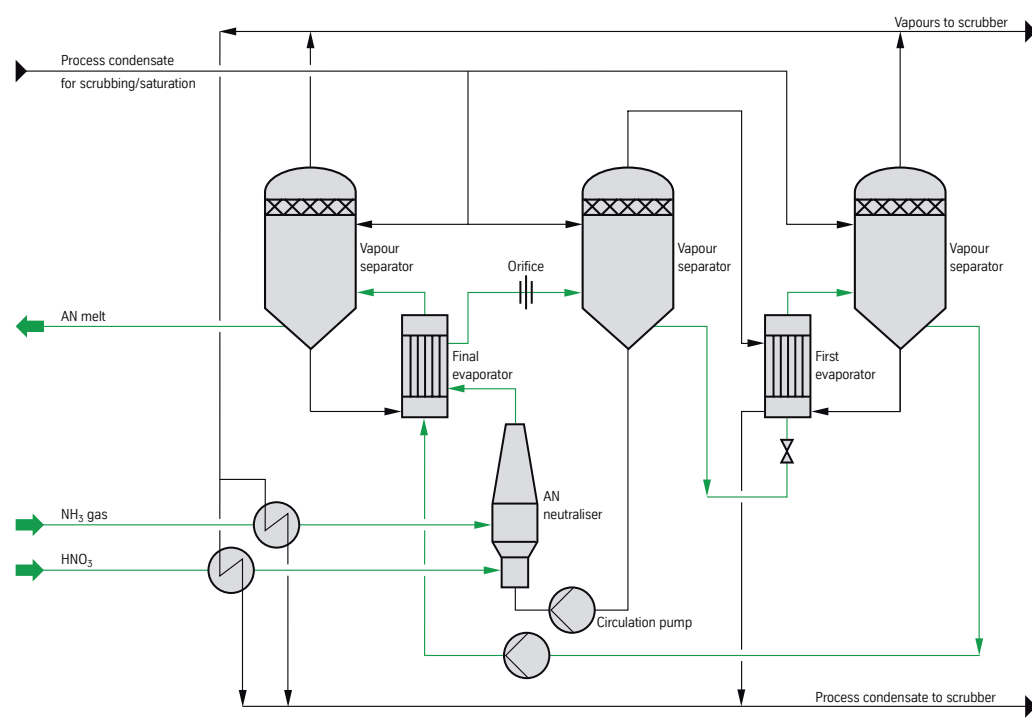 Vapours to scrubber
Process condensate
for scrubbing/saturation
Vapour
separator
Vapour
separator
Vapour
separator
Orifice
AN melt
Final
evaporator
First
evaporator
AN
neutraliser
NH₃ gas
HNO₃
Circulation pump
Process condensate to scrubber